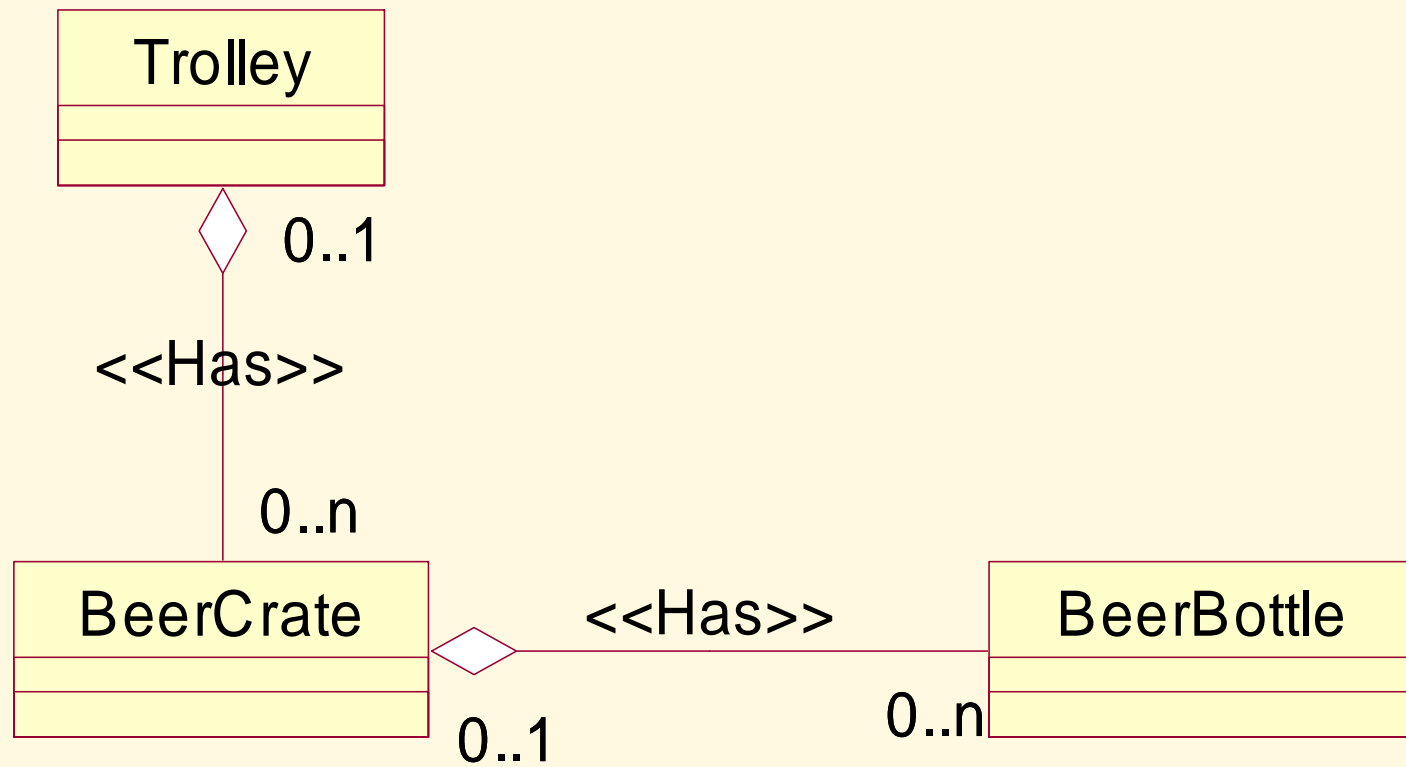 Trolley
0..1
<<Has>>
0..n
BeerCrate
<<Has>>
BeerBottle
0..1
0..n